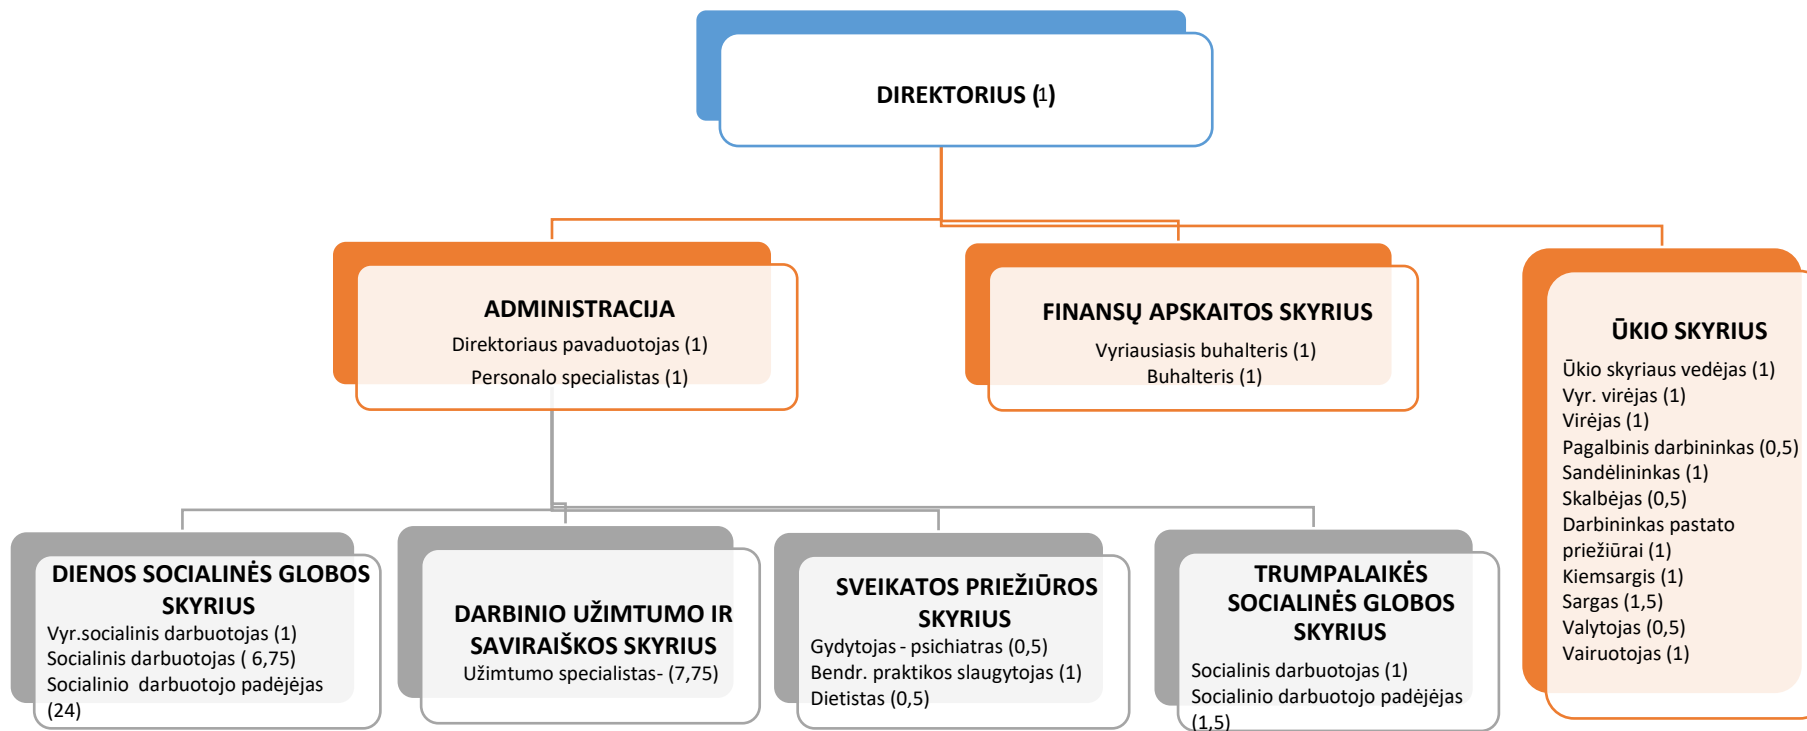 DIREKTORIUS (1)
ADMINISTRACIJA
Direktoriaus pavaduotojas (1)
Personalo specialistas (1)
FINANSŲ APSKAITOS SKYRIUS
Vyriausiasis buhalteris (1)
Buhalteris (1)
ŪKIO SKYRIUS
Ūkio skyriaus vedėjas (1)
Vyr. virėjas (1)
Virėjas (1)
Pagalbinis darbininkas (0,5)
Sandėlininkas (1)
Skalbėjas (0,5)
Darbininkas pastato
priežiūrai (1)
Kiemsargis (1)
Sargas (1,5)
Valytojas (0,5)
Vairuotojas (1)
DIENOS SOCIALINĖS GLOBOS
SKYRIUS
Vyr.socialinis darbuotojas (1)
Socialinis darbuotojas ( 6,75)
Socialinio  darbuotojo padėjėjas
(24)
DARBINIO UŽIMTUMO IR
SAVIRAIŠKOS SKYRIUS
Užimtumo specialistas- (7,75)
SVEIKATOS PRIEŽIŪROS
SKYRIUS
Gydytojas - psichiatras (0,5)
Bendr. praktikos slaugytojas (1)
Dietistas (0,5)
TRUMPALAIKĖS
SOCIALINĖS GLOBOS
SKYRIUS
Socialinis darbuotojas (1)
Socialinio darbuotojo padėjėjas
(1,5)